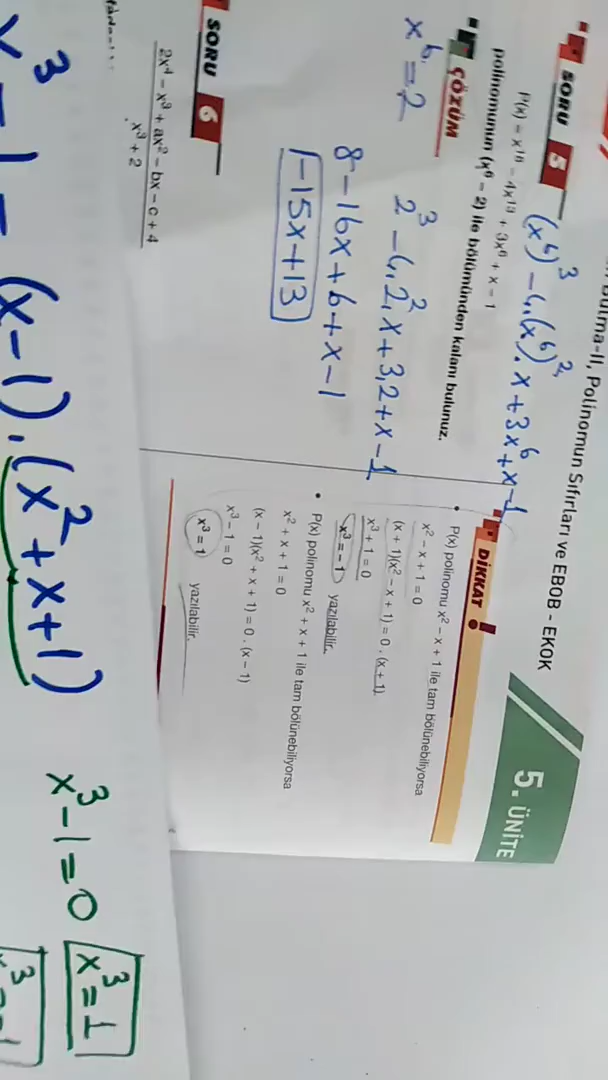 Bulma-II, Polinomun Sıfırları ve EBOB - EKOK
5. ÜNİTE
SORU 5
P(x) = x¹⁸ – 4x¹³ + 3x⁶ + x – 1
polinomunun (x⁶ – 2) ile bölümünden kalanı bulunuz.
(x⁶)³ – 4.(x⁶)².x + 3x⁶ + x – 1
ÇÖZÜM
x⁶ = 2
2³ – 4.2².x + 3.2 + x – 1
8 – 16x + 6 + x – 1
–15x + 13
SORU 6
2x⁴ – x³ + ax² – bx – c + 4
x³ + 2
DİKKAT !
• P(x) polinomu x² – x + 1 ile tam bölünebiliyorsa
x² – x + 1 = 0
(x + 1)(x² – x + 1) = 0 . (x + 1)
x³ + 1 = 0
x³ = –1 yazılabilir.
• P(x) polinomu x² + x + 1 ile tam bölünebiliyorsa
x² + x + 1 = 0
(x – 1)(x² + x + 1) = 0 . (x – 1)
x³ – 1 = 0
x³ = 1 yazılabilir.
x³ – 1 = (x – 1).(x² + x + 1)
x³ – 1 = 0
x³ = 1